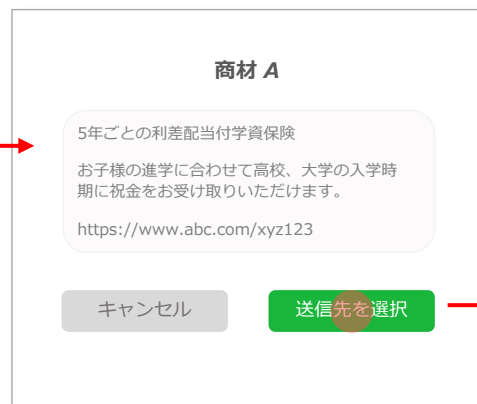 商材 A
5年ごとの利差配当付学資保険
お子様の進学に合わせて高校、大学の入学時
期に祝金をお受け取りいただけます。
https://www.abc.com/xyz123
キャンセル
送信先を選択